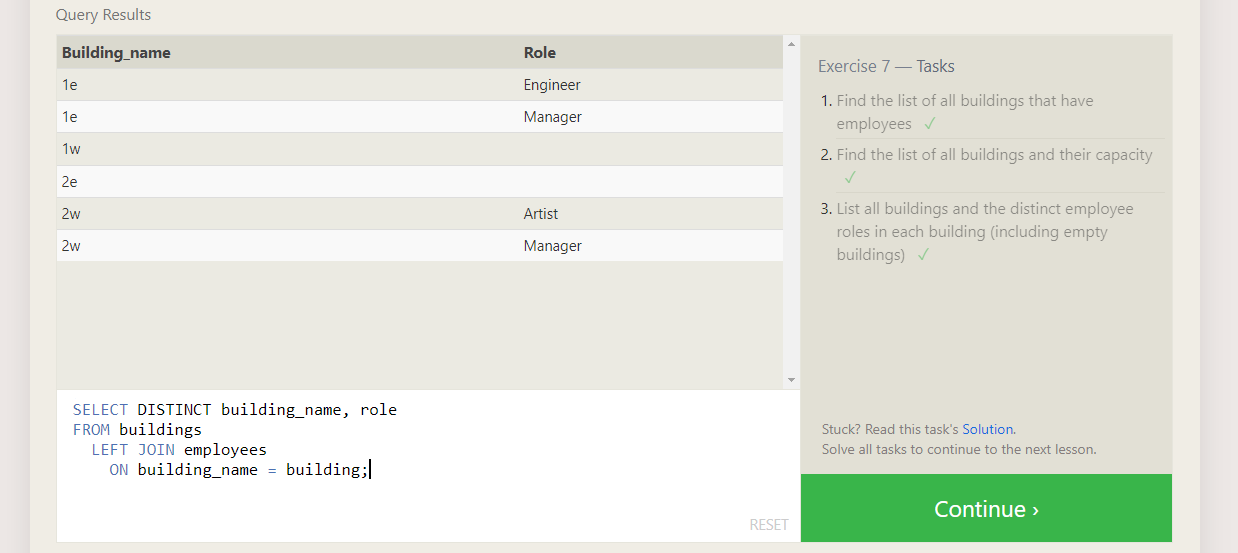 Query Results
Building_name Role
1e Engineer
1e Manager
1w
2e
2w Artist
2w Manager
SELECT DISTINCT building_name, role
FROM buildings
LEFT JOIN employees
ON building_name = building;
RESET
Exercise 7 — Tasks
1. Find the list of all buildings that have
employees ✓
2. Find the list of all buildings and their capacity
✓
3. List all buildings and the distinct employee
roles in each building (including empty
buildings) ✓
Stuck? Read this task's Solution.
Solve all tasks to continue to the next lesson.
Continue ›